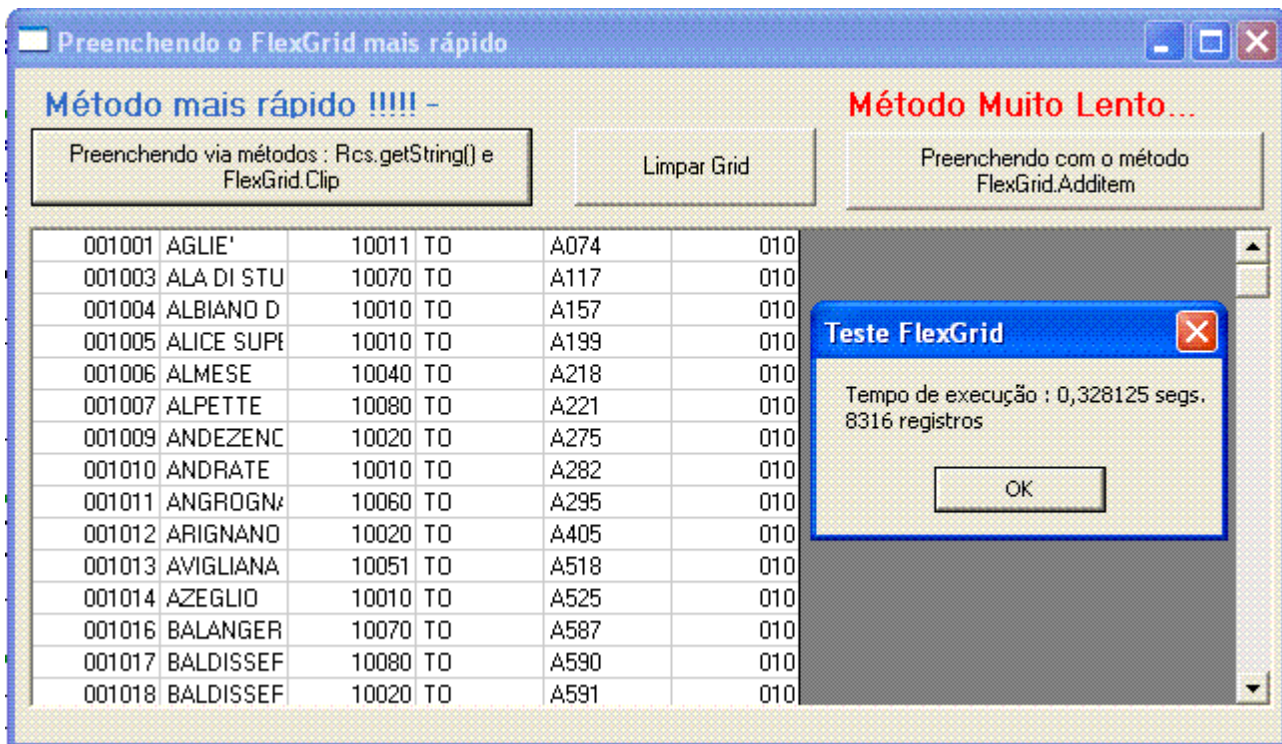 Preenchendo o FlexGrid mais rápido
Método mais rápido !!!!! -
Método Muito Lento...
Preenchendo via métodos : Rcs.getString() e
FlexGrid.Clip
Limpar Grid
Preenchendo com o método
FlexGrid.Additem
001001 AGLIE' 10011 TO A074 010
001003 ALA DI STU 10070 TO A117 010
001004 ALBIANO D 10010 TO A157 010
001005 ALICE SUPE 10010 TO A199 010
001006 ALMESE 10040 TO A218 010
001007 ALPETTE 10080 TO A221 010
001009 ANDEZENC 10020 TO A275 010
001010 ANDRATE 10010 TO A282 010
001011 ANGROGNA 10060 TO A295 010
001012 ARIGNANO 10020 TO A405 010
001013 AVIGLIANA 10051 TO A518 010
001014 AZEGLIO 10010 TO A525 010
001016 BALANGER 10070 TO A587 010
001017 BALDISSEF 10080 TO A590 010
001018 BALDISSEF 10020 TO A591 010
Teste FlexGrid
Tempo de execução : 0,328125 segs.
8316 registros
OK